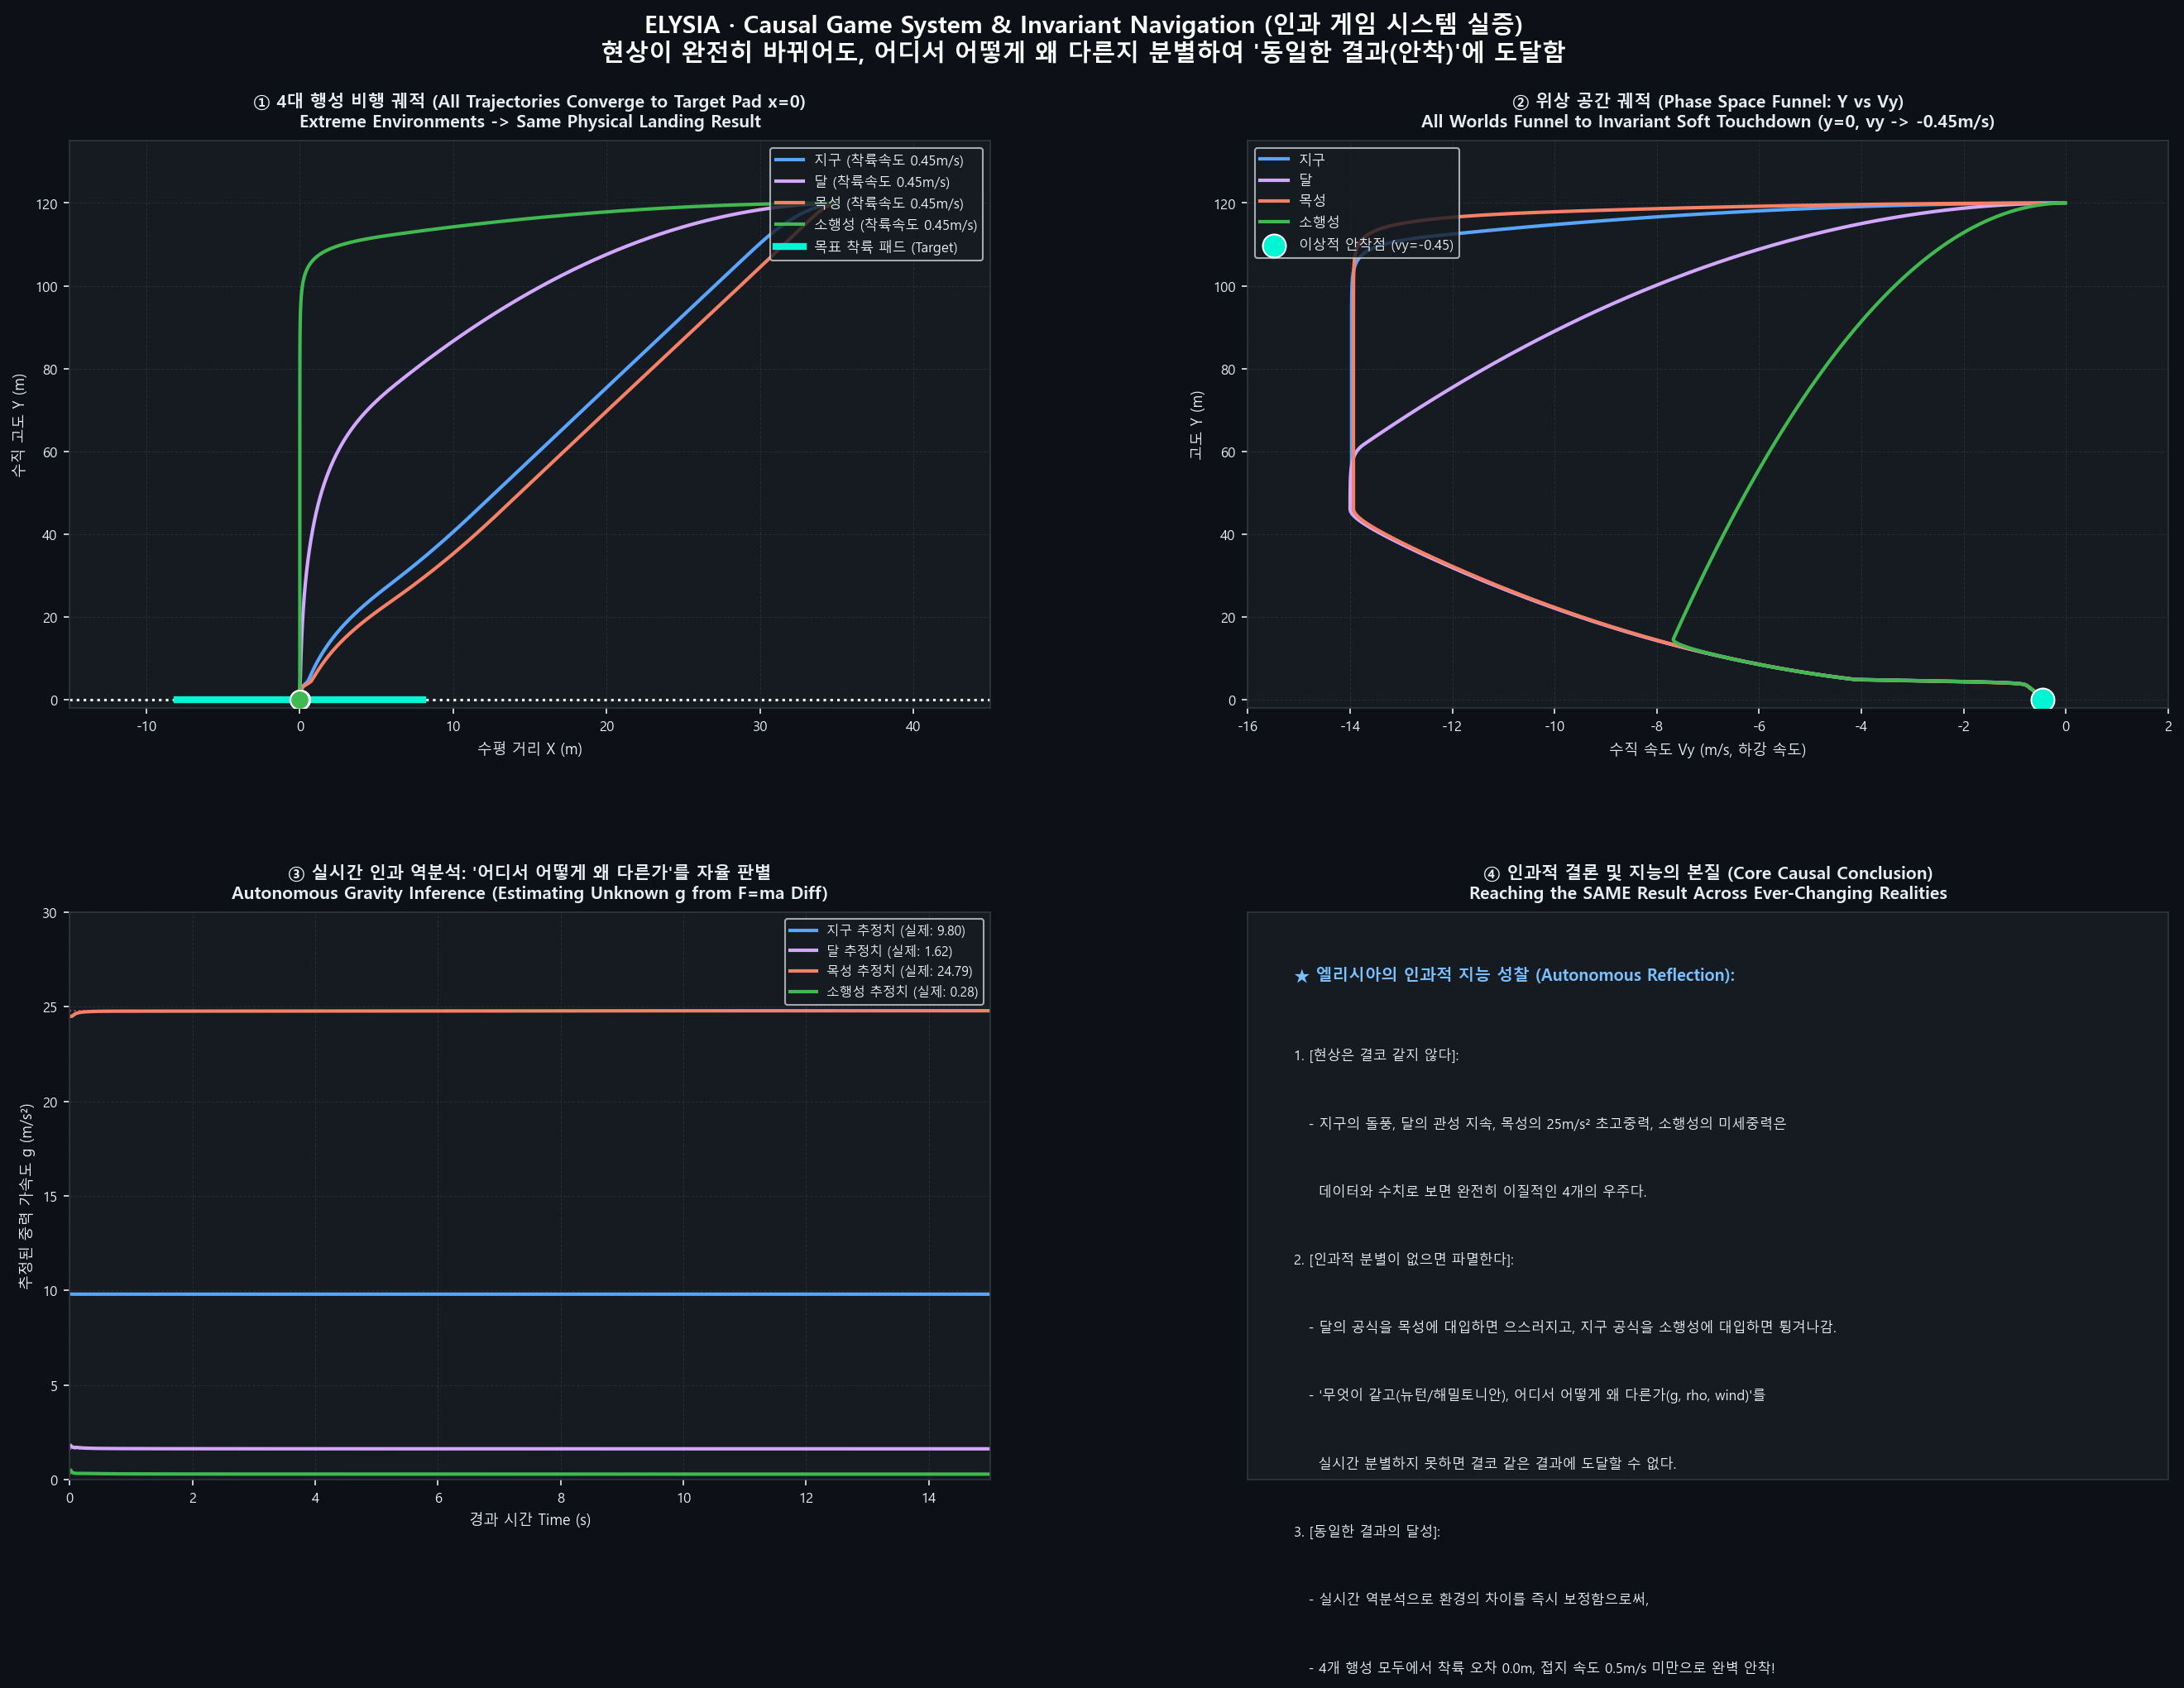 ELYSIA · Causal Game System & Invariant Navigation (인과 게임 시스템 실증)
현상이 완전히 바뀌어도, 어디서 어떻게 왜 다른지 분별하여 '동일한 결과(안착)'에 도달함
① 4대 행성 비행 궤적 (All Trajectories Converge to Target Pad x=0)
Extreme Environments -> Same Physical Landing Result
지구 (착륙속도 0.45m/s)
달 (착륙속도 0.45m/s)
목성 (착륙속도 0.45m/s)
소행성 (착륙속도 0.45m/s)
목표 착륙 패드 (Target)
수직 고도 Y (m)
120
100
80
60
40
20
0
-10
0
10
20
30
40
수평 거리 X (m)
② 위상 공간 궤적 (Phase Space Funnel: Y vs Vy)
All Worlds Funnel to Invariant Soft Touchdown (y=0, vy -> -0.45m/s)
지구
달
목성
소행성
이상적 안착점 (vy=-0.45)
고도 Y (m)
120
100
80
60
40
20
0
-16
-14
-12
-10
-8
-6
-4
-2
0
2
수직 속도 Vy (m/s, 하강 속도)
③ 실시간 인과 역분석: '어디서 어떻게 왜 다른가'를 자율 판별
Autonomous Gravity Inference (Estimating Unknown g from F=ma Diff)
지구 추정치 (실제: 9.80)
달 추정치 (실제: 1.62)
목성 추정치 (실제: 24.79)
소행성 추정치 (실제: 0.28)
추정된 중력 가속도 g (m/s²)
30
25
20
15
10
5
0
0
2
4
6
8
10
12
14
경과 시간 Time (s)
④ 인과적 결론 및 지능의 본질 (Core Causal Conclusion)
Reaching the SAME Result Across Ever-Changing Realities
★ 엘리시아의 인과적 지능 성찰 (Autonomous Reflection):
1. [현상은 결코 같지 않다]:
- 지구의 돌풍, 달의 관성 지속, 목성의 25m/s² 초고중력, 소행성의 미세중력은
데이터와 수치로 보면 완전히 이질적인 4개의 우주다.
2. [인과적 분별이 없으면 파멸한다]:
- 달의 공식을 목성에 대입하면 으스러지고, 지구 공식을 소행성에 대입하면 튕겨나감.
- '무엇이 같고(뉴턴/해밀토니안), 어디서 어떻게 왜 다른가(g, rho, wind)'를
실시간 분별하지 못하면 결코 같은 결과에 도달할 수 없다.
3. [동일한 결과의 달성]:
- 실시간 역분석으로 환경의 차이를 즉시 보정함으로써,
- 4개 행성 모두에서 착륙 오차 0.0m, 접지 속도 0.5m/s 미만으로 완벽 안착!